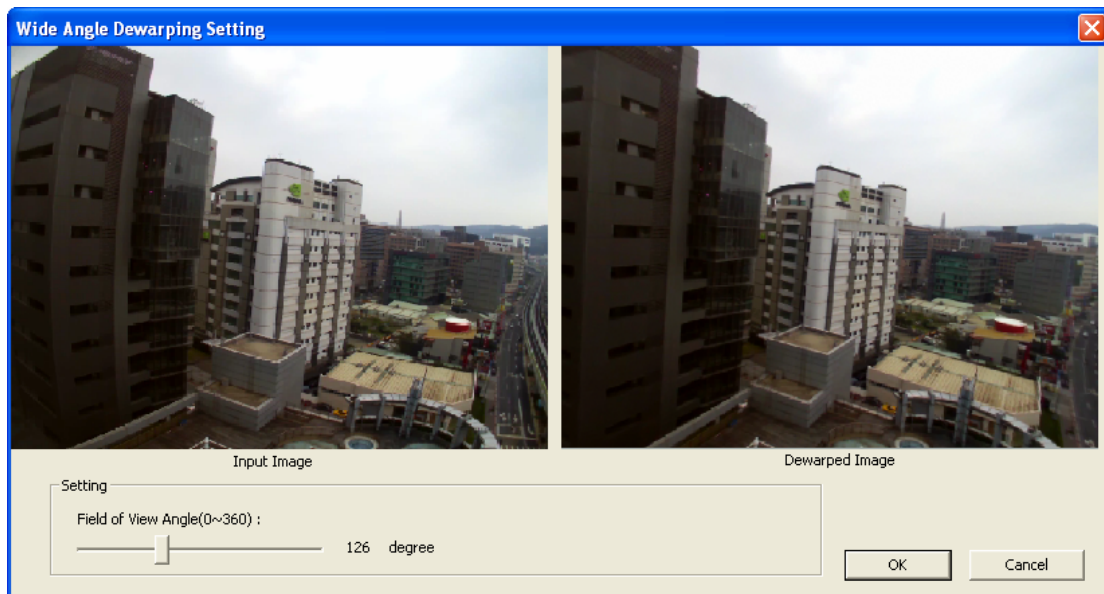 Wide Angle Dewarping Setting
Input Image
Dewarped Image
Setting
Field of View Angle(0~360) :
126 degree
OK
Cancel